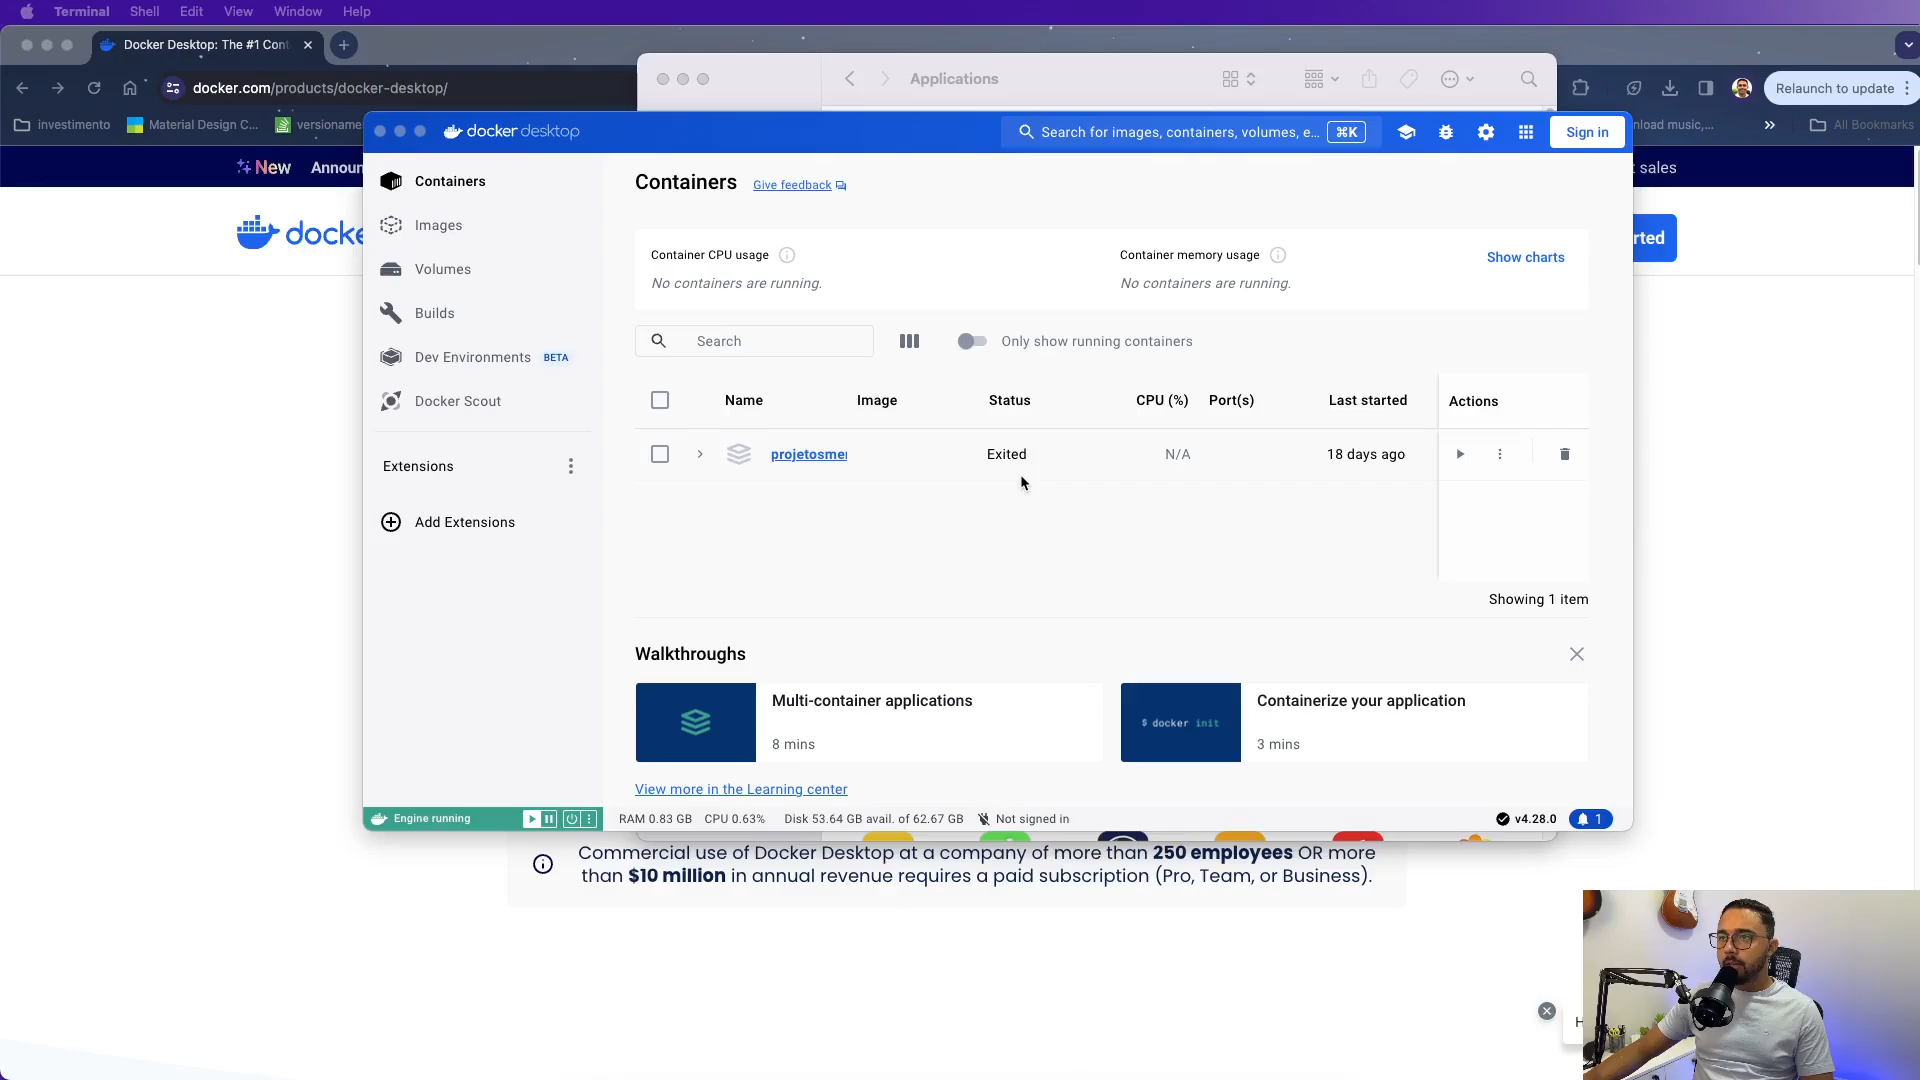 Terminal Shell Edit View Window Help
Docker Desktop: The #1 Cont
docker.com/products/docker-desktop/
Relaunch to update
investimento
Material Design C...
versioname
nload music,...
All Bookmarks
Applications
New
Announ
t sales
docke
rted
docker desktop
Search for images, containers, volumes, e...
⌘K
Sign in
Containers
Images
Volumes
Builds
Dev Environments BETA
Docker Scout
Extensions
Add Extensions
Containers
Give feedback
Container CPU usage
No containers are running.
Container memory usage
No containers are running.
Show charts
Search
Only show running containers
Name Image Status CPU (%) Port(s) Last started Actions
projetosme Exited N/A 18 days ago
Showing 1 item
Walkthroughs
Multi-container applications
8 mins
$ docker init
Containerize your application
3 mins
View more in the Learning center
Engine running
RAM 0.83 GB CPU 0.63% Disk 53.64 GB avail. of 62.67 GB Not signed in
v4.28.0
1
Commercial use of Docker Desktop at a company of more than 250 employees OR more
than $10 million in annual revenue requires a paid subscription (Pro, Team, or Business).
H